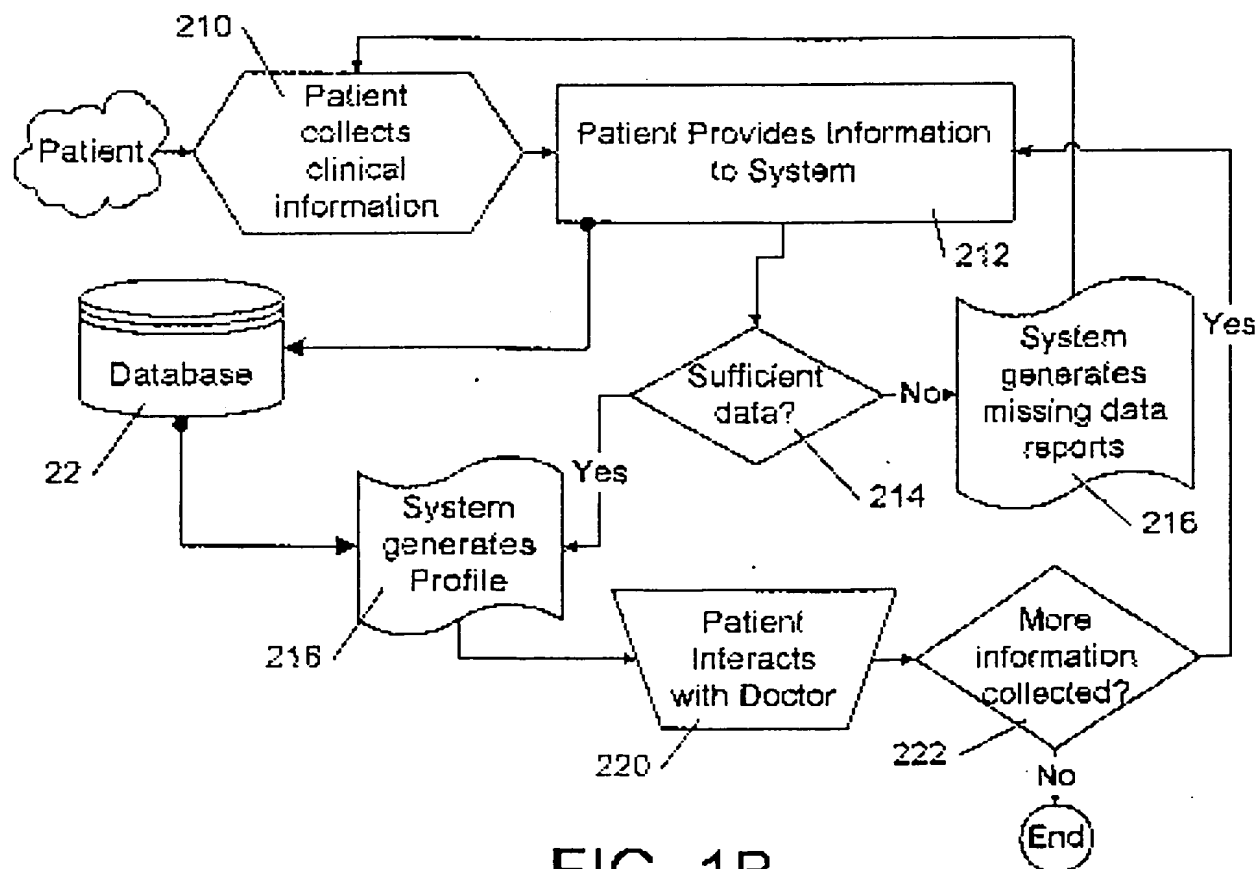 210
Patient
Patient
collects
clinical
information
Patient Provides Information
to System
212
Database
22
Sufficient
data?
214
No
Yes
System
generates
missing data
reports
216
Yes
System
generates
Profile
216
Patient
Interacts
with Doctor
220
More
information
collected?
222
No
End
FIG. 1B